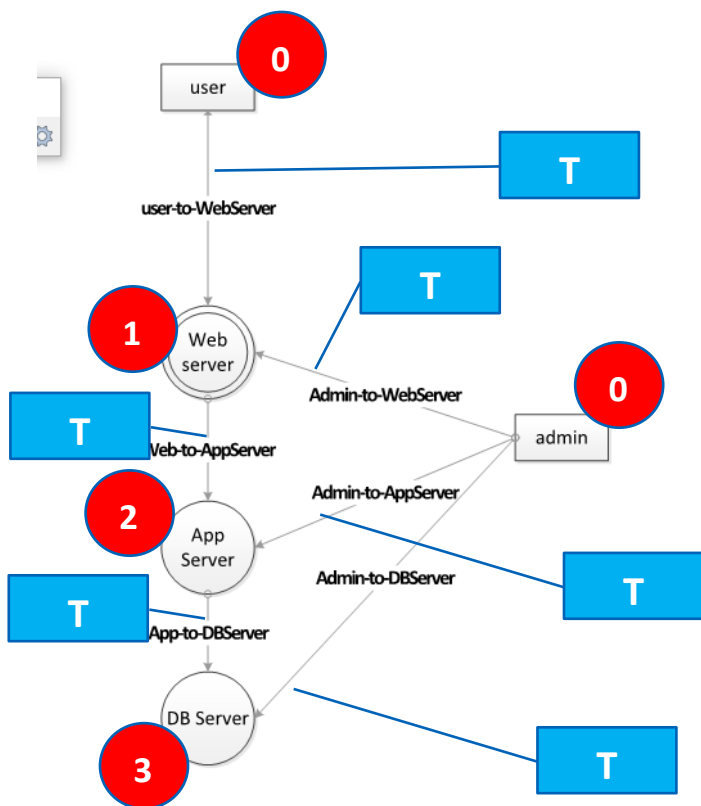 0
user
T
user-to-WebServer
T
1
Web
server
0
Admin-to-WebServer
T
admin
Web-to-AppServer
2
Admin-to-AppServer
App
Server
Admin-to-DBServer
T
T
App-to-DBServer
DB Server
3
T